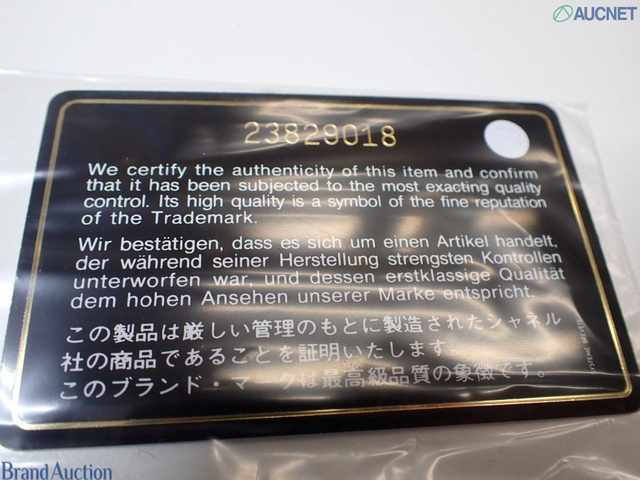 AUCNET
23829018
We certify the authenticity of this item and confirm
that it has been subjected to the most exacting quality
control. Its high quality is a symbol of the fine reputation
of the Trademark.
Wir bestätigen, dass es sich um einen Artikel handelt,
der während seiner Herstellung strengsten Kontrollen
unterworfen war, und dessen erstklassige Qualität
dem hohen Ansehen unserer Marke entspricht.
この製品は厳しい管理のもとに製造されたシャネル
社の商品であることを証明いたします。
このブランド・マークは最高級品質の象徴です。
Brand Auction